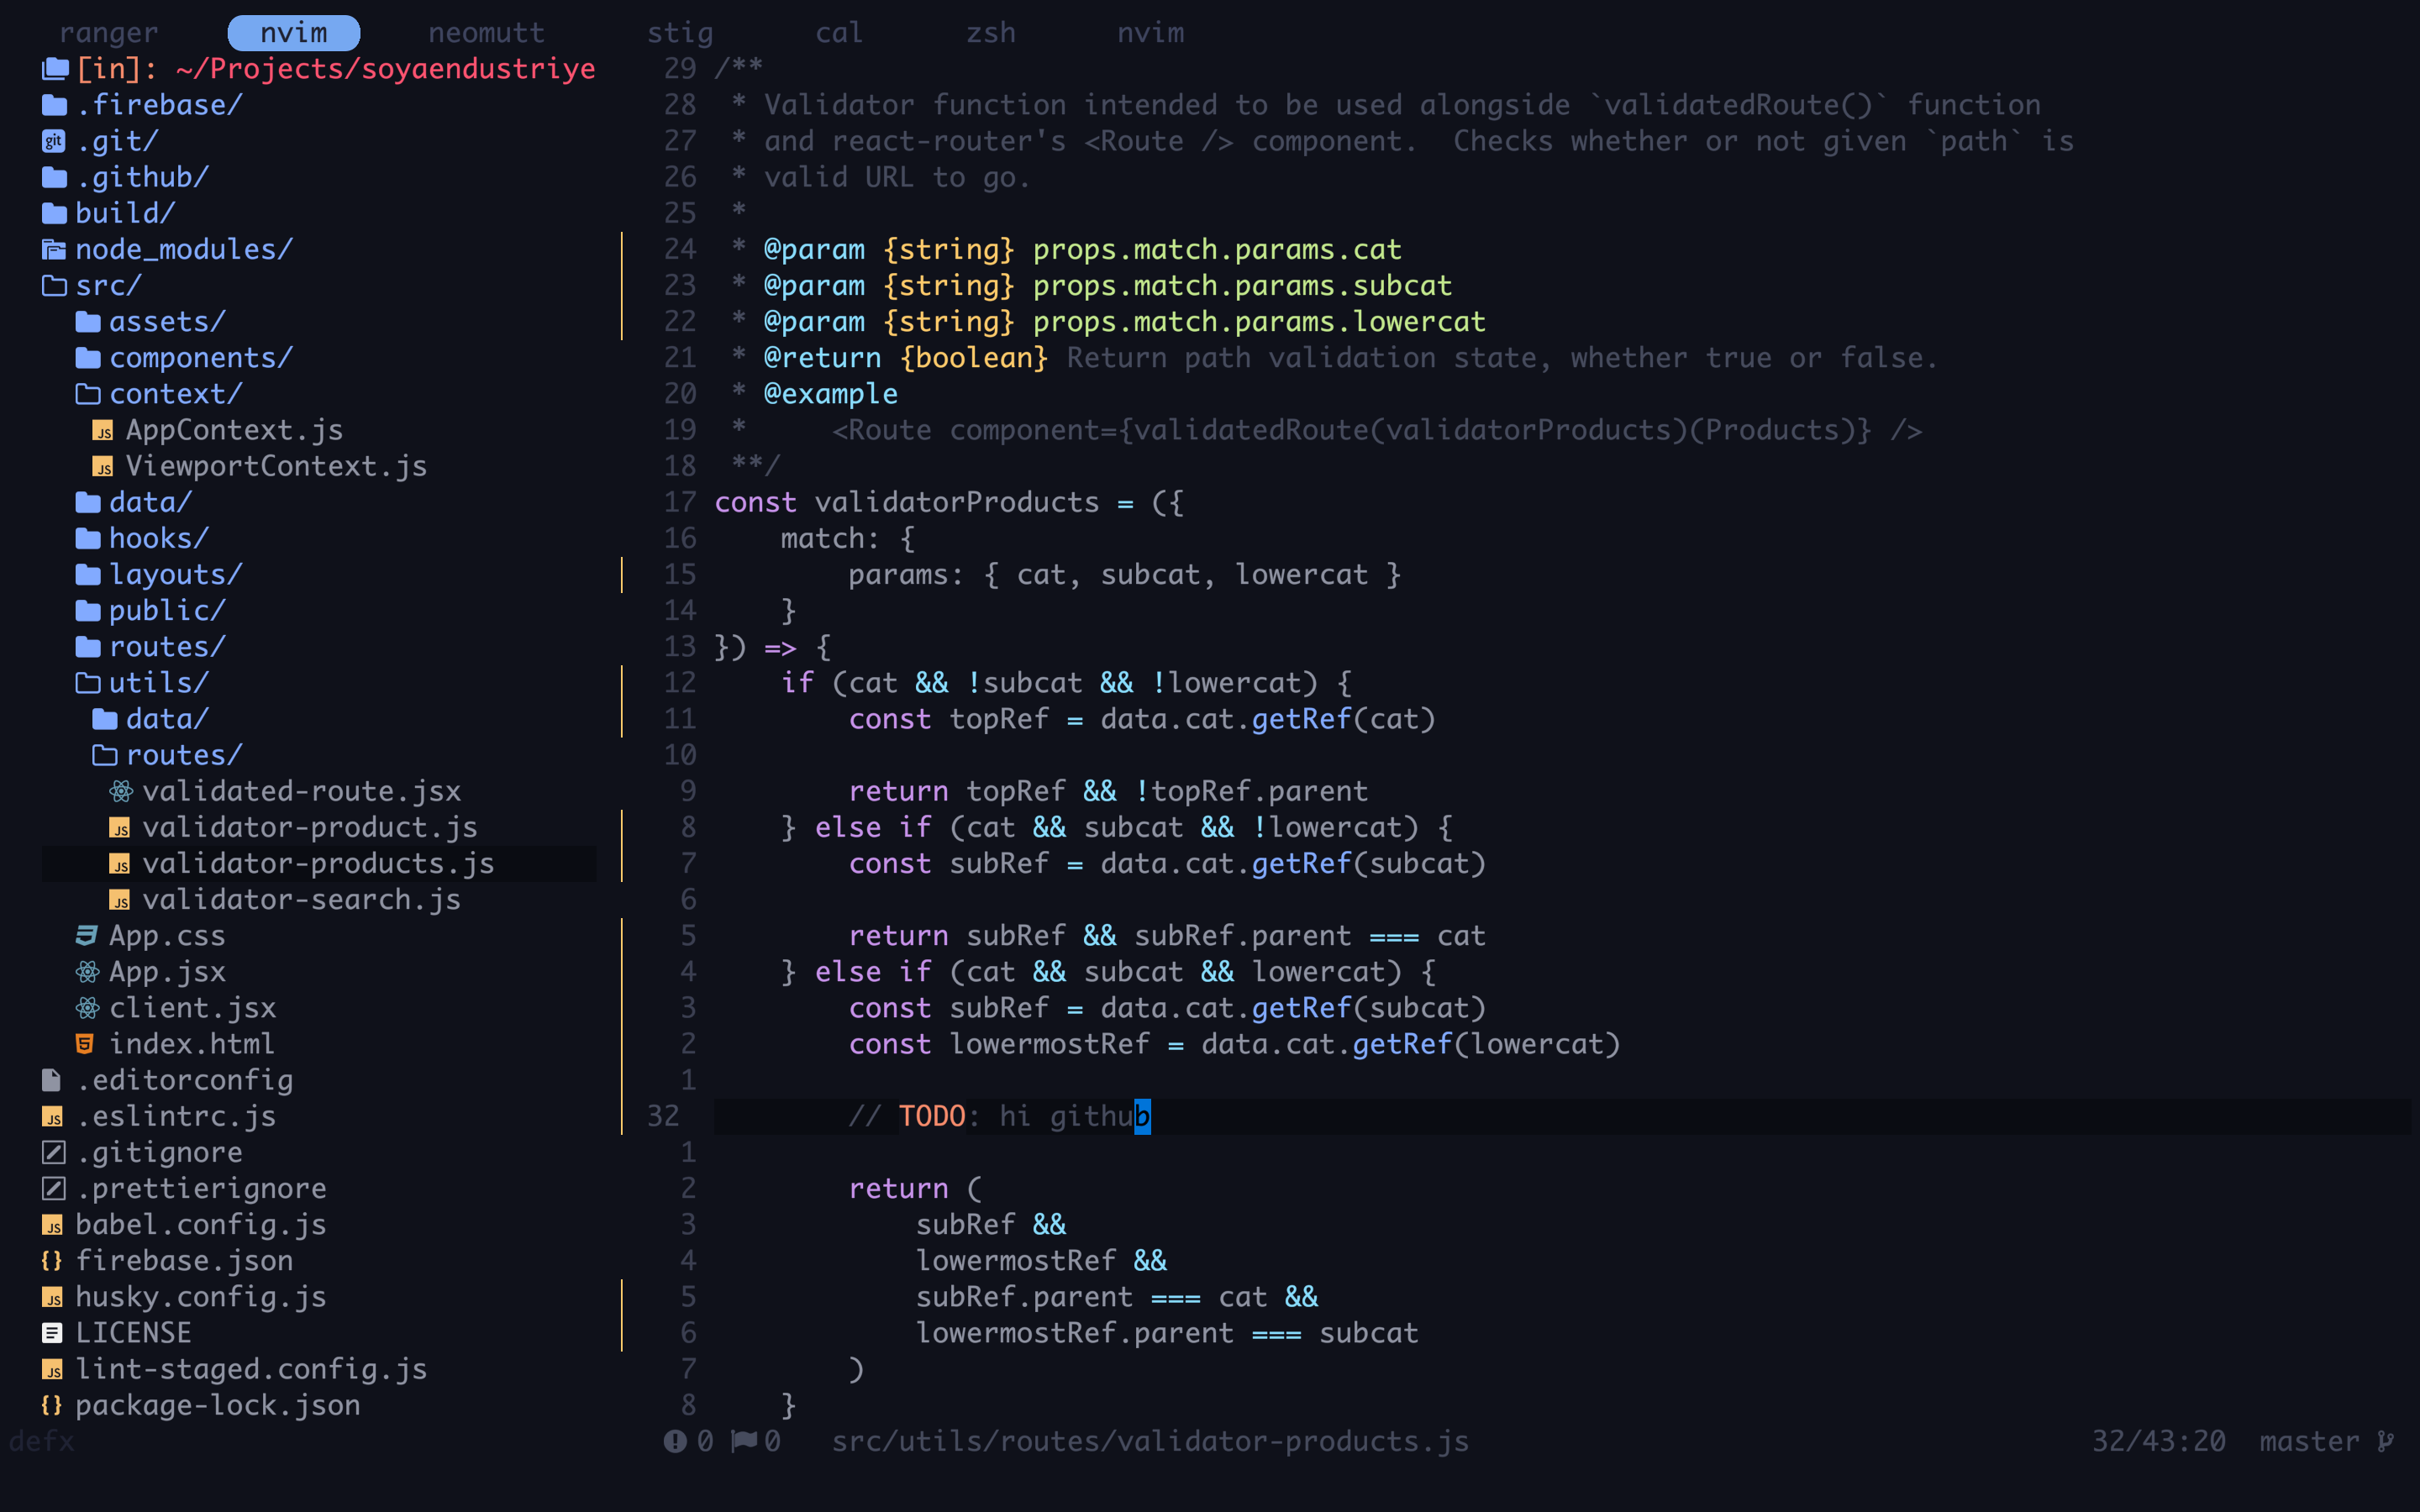 ranger nvim neomutt stig cal zsh nvim
[in]: ~/Projects/soyaendustriye
.firebase/
git .git/
.github/
build/
node_modules/
src/
assets/
components/
context/
JS AppContext.js
JS ViewportContext.js
data/
hooks/
layouts/
public/
routes/
utils/
data/
routes/
validated-route.jsx
JS validator-product.js
JS validator-products.js
JS validator-search.js
App.css
App.jsx
client.jsx
5 index.html
.editorconfig
JS .eslintrc.js
.gitignore
.prettierignore
JS babel.config.js
{} firebase.json
JS husky.config.js
LICENSE
JS lint-staged.config.js
{} package-lock.json
defx
29 /**
28  * Validator function intended to be used alongside `validatedRoute()` function
27  * and react-router's <Route /> component.  Checks whether or not given `path` is
26  * valid URL to go.
25  *
24  * @param {string} props.match.params.cat
23  * @param {string} props.match.params.subcat
22  * @param {string} props.match.params.lowercat
21  * @return {boolean} Return path validation state, whether true or false.
20  * @example
19  *     <Route component={validatedRoute(validatorProducts)(Products)} />
18  **/
17 const validatorProducts = ({
16     match: {
15         params: { cat, subcat, lowercat }
14     }
13 }) => {
12     if (cat && !subcat && !lowercat) {
11         const topRef = data.cat.getRef(cat)
10
9         return topRef && !topRef.parent
8     } else if (cat && subcat && !lowercat) {
7         const subRef = data.cat.getRef(subcat)
6
5         return subRef && subRef.parent === cat
4     } else if (cat && subcat && lowercat) {
3         const subRef = data.cat.getRef(subcat)
2         const lowermostRef = data.cat.getRef(lowercat)
1
32         // TODO: hi github
1
2         return (
3             subRef &&
4             lowermostRef &&
5             subRef.parent === cat &&
6             lowermostRef.parent === subcat
7         )
8     }
0 0 src/utils/routes/validator-products.js 32/43:20 master